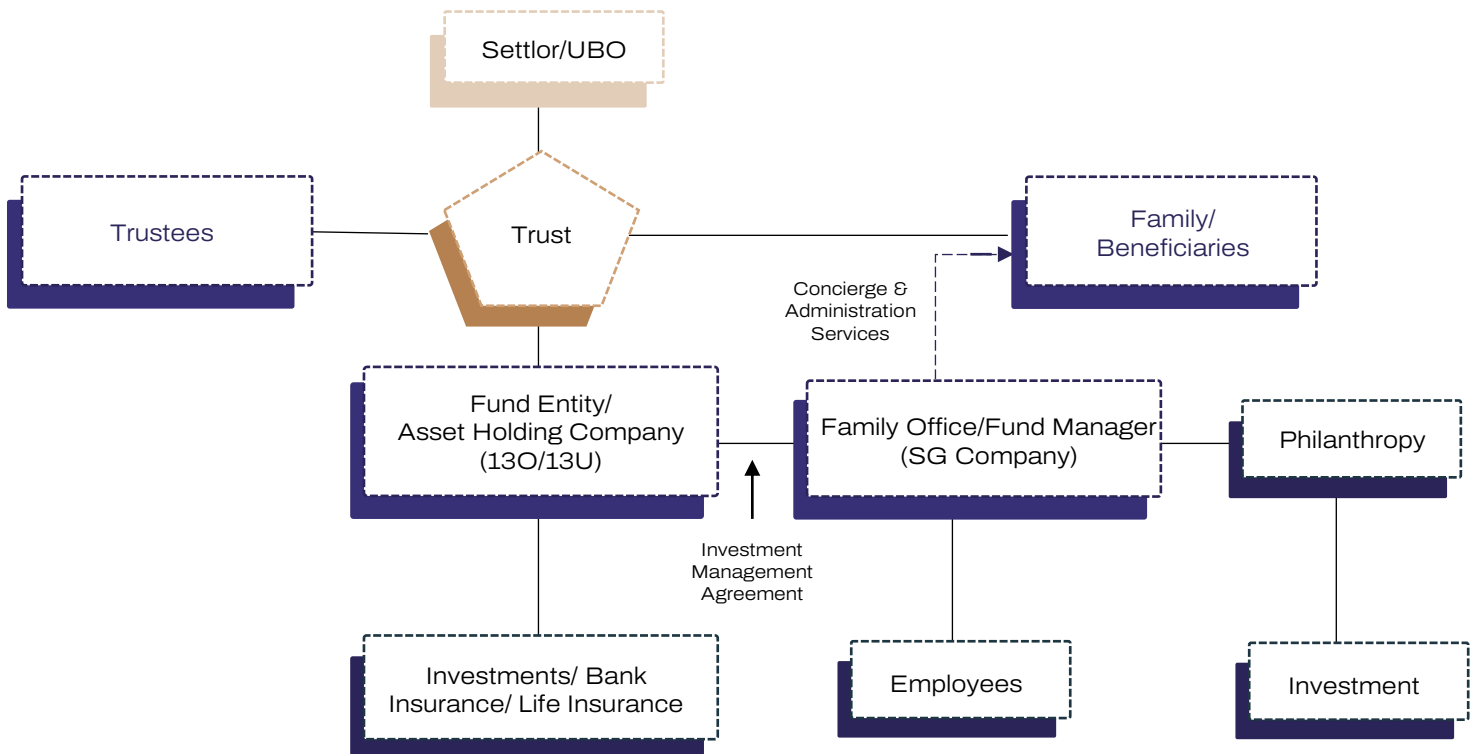 Settlor/UBO
Trustees
Trust
Family/
Beneficiaries
Concierge &
Administration
Services
Fund Entity/
Asset Holding Company
(13O/13U)
Family Office/Fund Manager
(SG Company)
Philanthropy
Investment
Management
Agreement
Investments/ Bank
Insurance/ Life Insurance
Employees
Investment